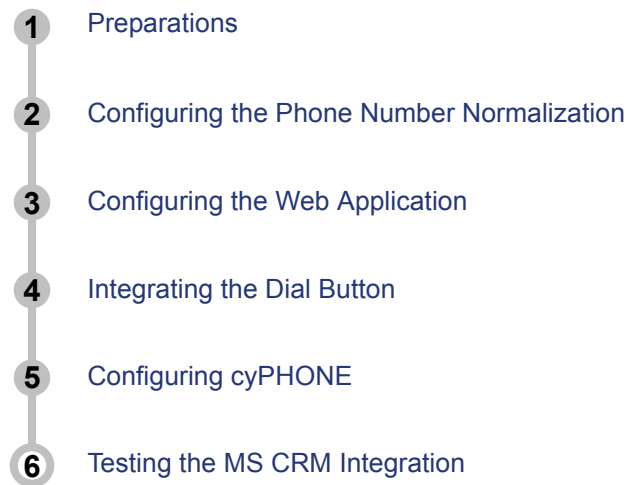 1 Preparations
2 Configuring the Phone Number Normalization
3 Configuring the Web Application
4 Integrating the Dial Button
5 Configuring cyPHONE
6 Testing the MS CRM Integration